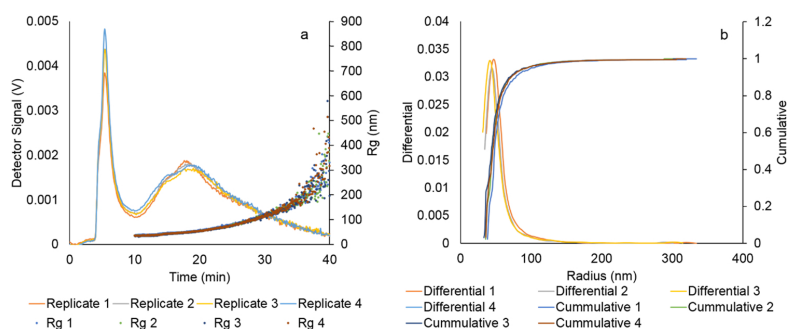 0.005
0.004
0.003
0.002
0.001
0
900
800
700
600
500
400
300
200
100
0
0
10
20
30
40
Detector Signal (V)
Rg (nm)
Time (min)
a
Replicate 1
Replicate 2
Replicate 3
Replicate 4
Rg 1
Rg 2
Rg 3
Rg 4
0.04
0.035
0.03
0.025
0.02
0.015
0.01
0.005
0
1.2
1
0.8
0.6
0.4
0.2
0
0
100
200
300
400
Differential
Cumulative
Radius (nm)
b
Differential 1
Differential 2
Differential 3
Differential 4
Cummulative 1
Cummulative 2
Cummulative 3
Cummulative 4